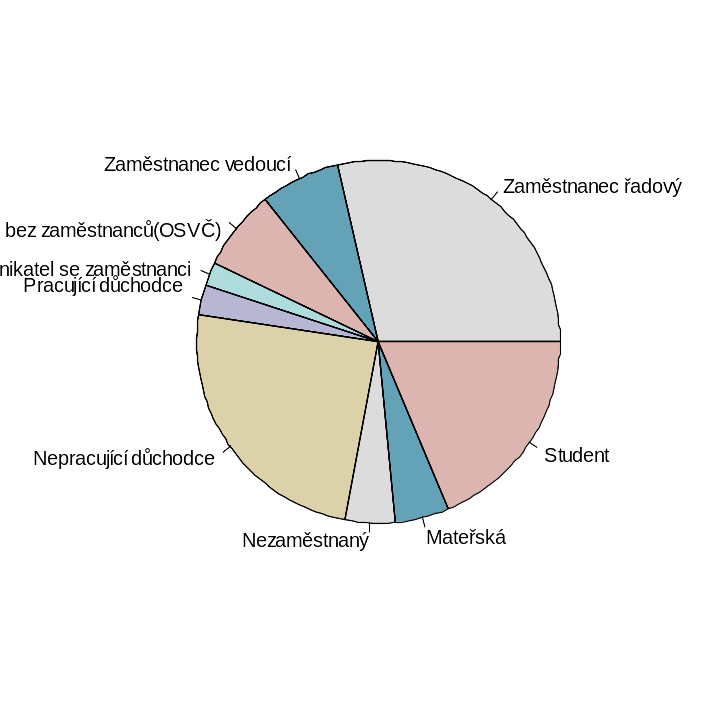 Zaměstnanec vedoucí
Zaměstnanec řadový
bez zaměstnanců(OSVČ)
nikatel se zaměstnanci
Pracující důchodce
Nepracující důchodce
Student
Nezaměstnaný
Mateřská